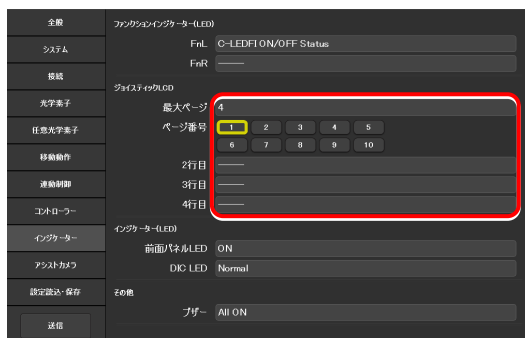 全般
システム
接続
光学素子
任意光学素子
移動動作
連動制御
コントローラー
インジケーター
アシストカメラ
設定読込・保存
送信
ファンクションインジケーター(LED)
FnL C-LEDFI ON/OFF Status
FnR ――
ジョイスティックLCD
最大ページ 4
ページ番号 1 2 3 4 5
6 7 8 9 10
2行目 ――
3行目 ――
4行目 ――
インジケーター(LED)
前面パネルLED ON
DIC LED Normal
その他
ブザー All ON